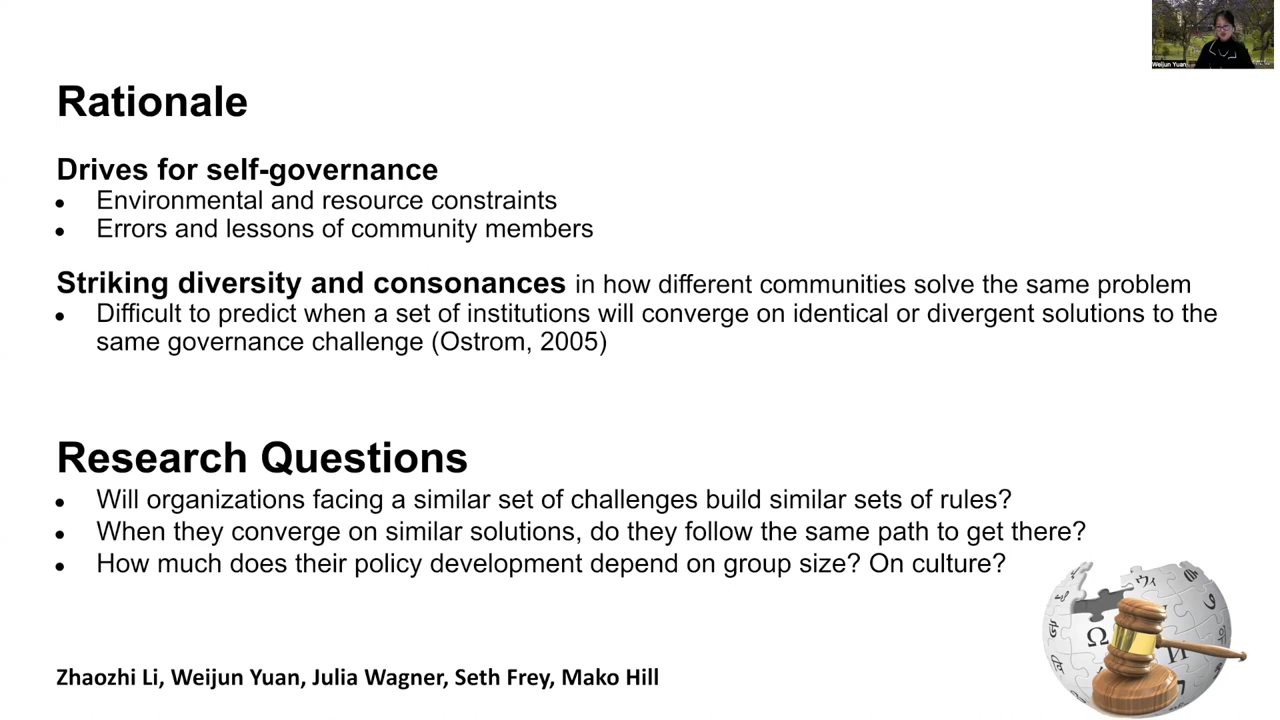 Weijun Yuan
Rationale
Drives for self-governance
● Environmental and resource constraints
● Errors and lessons of community members
Striking diversity and consonances in how different communities solve the same problem
● Difficult to predict when a set of institutions will converge on identical or divergent solutions to the
same governance challenge (Ostrom, 2005)
Research Questions
● Will organizations facing a similar set of challenges build similar sets of rules?
● When they converge on similar solutions, do they follow the same path to get there?
● How much does their policy development depend on group size? On culture?
Ω
И
Zhaozhi Li, Weijun Yuan, Julia Wagner, Seth Frey, Mako Hill